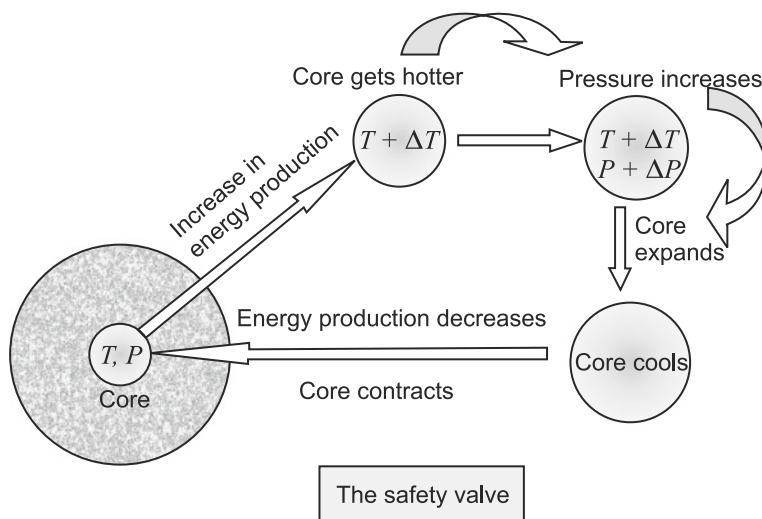 Core gets hotter
Pressure increases
T + ΔT
T + ΔT
P + ΔP
Increase in
energy production
Core
expands
Energy production decreases
T, P
Core
Core cools
Core contracts
The safety valve